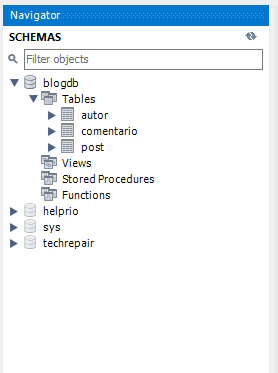 Navigator
SCHEMAS
Filter objects
blogdb
Tables
autor
comentario
post
Views
Stored Procedures
Functions
helprio
sys
techrepair